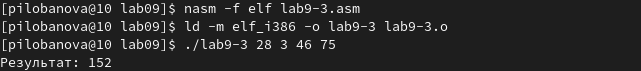 [pilobanova@10 lab09]$ nasm -f elf lab9-3.asm
[pilobanova@10 lab09]$ ld -m elf_i386 -o lab9-3 lab9-3.o
[pilobanova@10 lab09]$ ./lab9-3 28 3 46 75
Результат: 152